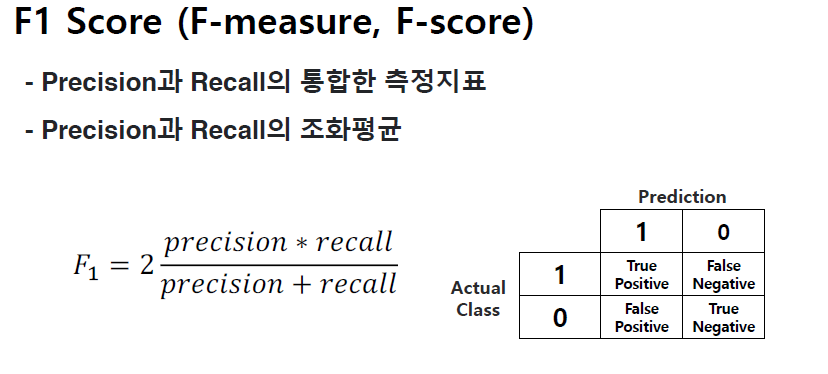 F1 Score (F-measure, F-score)
- Precision과 Recall의 통합한 측정지표
- Precision과 Recall의 조화평균
F₁ = 2 precision * recall / precision + recall
Prediction
1 0
Actual Class
1 True Positive False Negative
0 False Positive True Negative